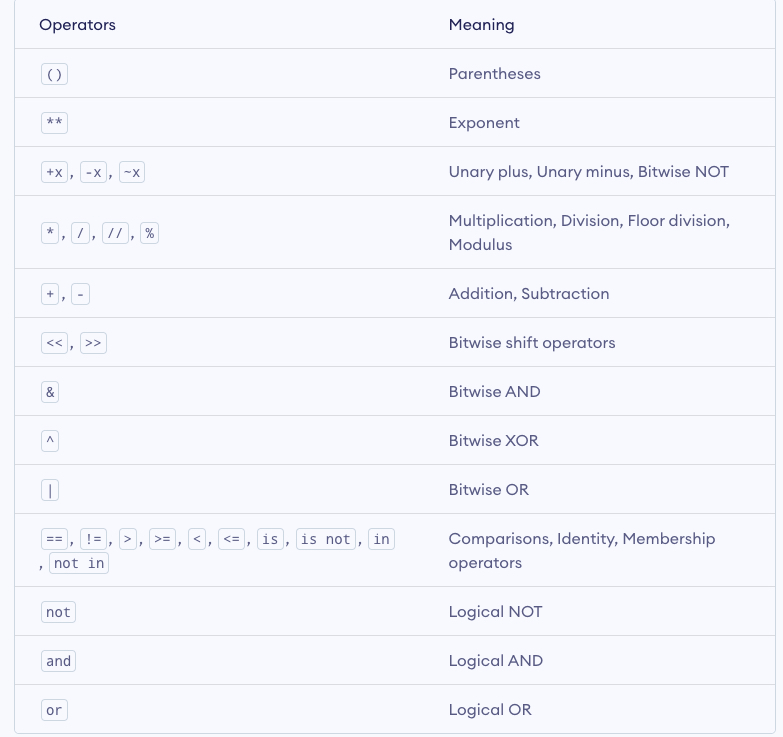 Operators Meaning
() Parentheses
** Exponent
+x, -x, ~x Unary plus, Unary minus, Bitwise NOT
*, /, //, % Multiplication, Division, Floor division,
Modulus
+, - Addition, Subtraction
<<, >> Bitwise shift operators
& Bitwise AND
^ Bitwise XOR
| Bitwise OR
==, !=, >, >=, <, <=, is, is not, in
, not in
Comparisons, Identity, Membership
operators
not Logical NOT
and Logical AND
or Logical OR